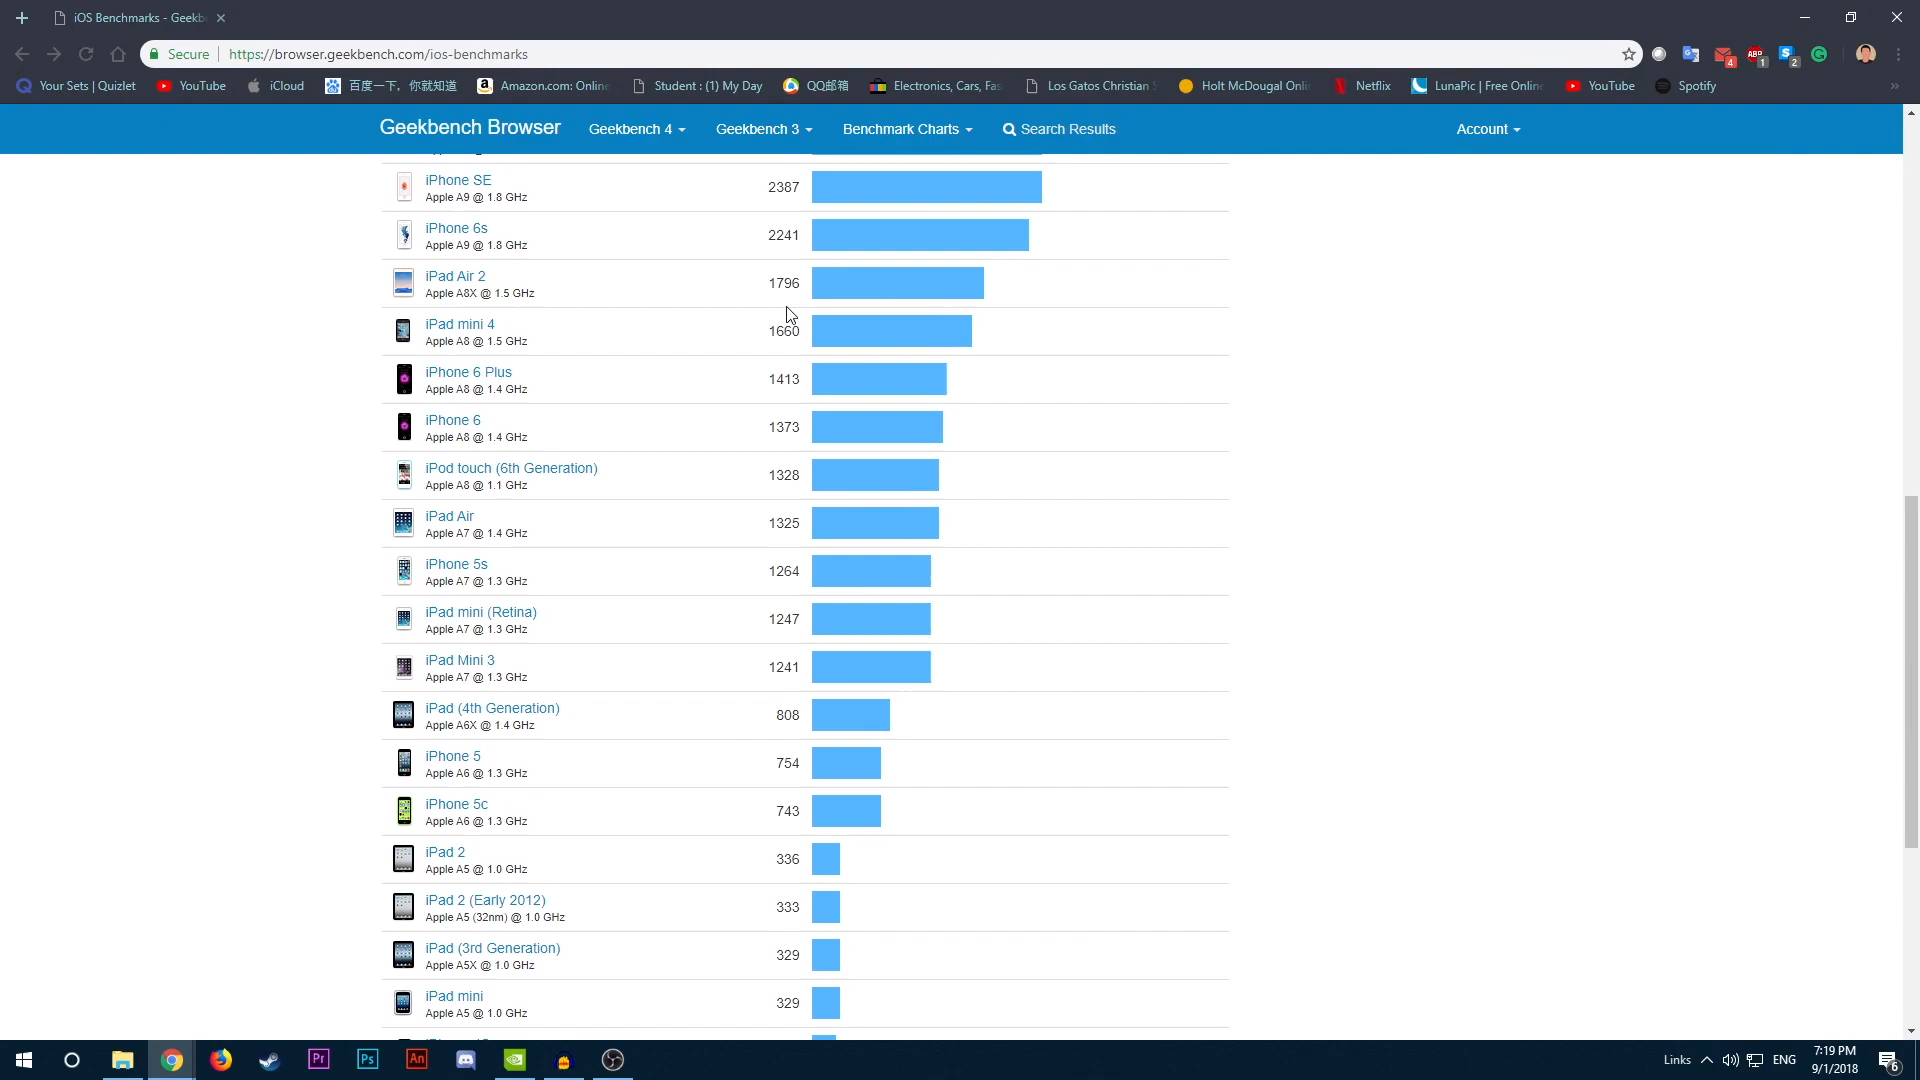 iOS Benchmarks - Geekb
Secure
https://browser.geekbench.com/ios-benchmarks
4
ABP
1
S
2
Your Sets | Quizlet
YouTube
iCloud
百度一下，你就知道
Amazon.com: Online
Student : (1) My Day
QQ邮箱
Electronics, Cars, Fas
Los Gatos Christian S
Holt McDougal Onlin
Netflix
LunaPic | Free Online
YouTube
Spotify
Geekbench Browser
Geekbench 4
Geekbench 3
Benchmark Charts
Search Results
Account
iPhone SE
Apple A9 @ 1.8 GHz
2387
iPhone 6s
Apple A9 @ 1.8 GHz
2241
iPad Air 2
Apple A8X @ 1.5 GHz
1796
iPad mini 4
Apple A8 @ 1.5 GHz
1660
iPhone 6 Plus
Apple A8 @ 1.4 GHz
1413
iPhone 6
Apple A8 @ 1.4 GHz
1373
iPod touch (6th Generation)
Apple A8 @ 1.1 GHz
1328
iPad Air
Apple A7 @ 1.4 GHz
1325
iPhone 5s
Apple A7 @ 1.3 GHz
1264
iPad mini (Retina)
Apple A7 @ 1.3 GHz
1247
iPad Mini 3
Apple A7 @ 1.3 GHz
1241
iPad (4th Generation)
Apple A6X @ 1.4 GHz
808
iPhone 5
Apple A6 @ 1.3 GHz
754
iPhone 5c
Apple A6 @ 1.3 GHz
743
iPad 2
Apple A5 @ 1.0 GHz
336
iPad 2 (Early 2012)
Apple A5 (32nm) @ 1.0 GHz
333
iPad (3rd Generation)
Apple A5X @ 1.0 GHz
329
iPad mini
Apple A5 @ 1.0 GHz
329
Pr
Ps
An
Links
ENG
7:19 PM
9/1/2018
6